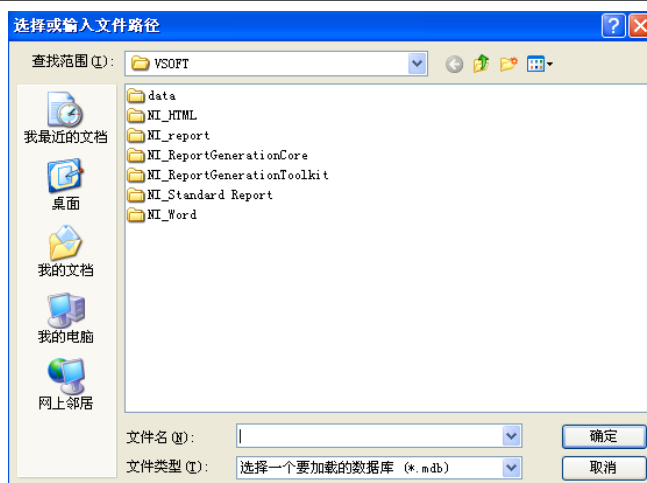 选择或输入文件路径
查找范围(I):
VSOFT
我最近的文档
桌面
我的文档
我的电脑
网上邻居
data
NI_HTML
NI_report
NI_ReportGenerationCore
NI_ReportGenerationToolkit
NI_Standard Report
NI_Word
文件名(N):
确定
文件类型(T):
选择一个要加载的数据库 (*.mdb)
取消